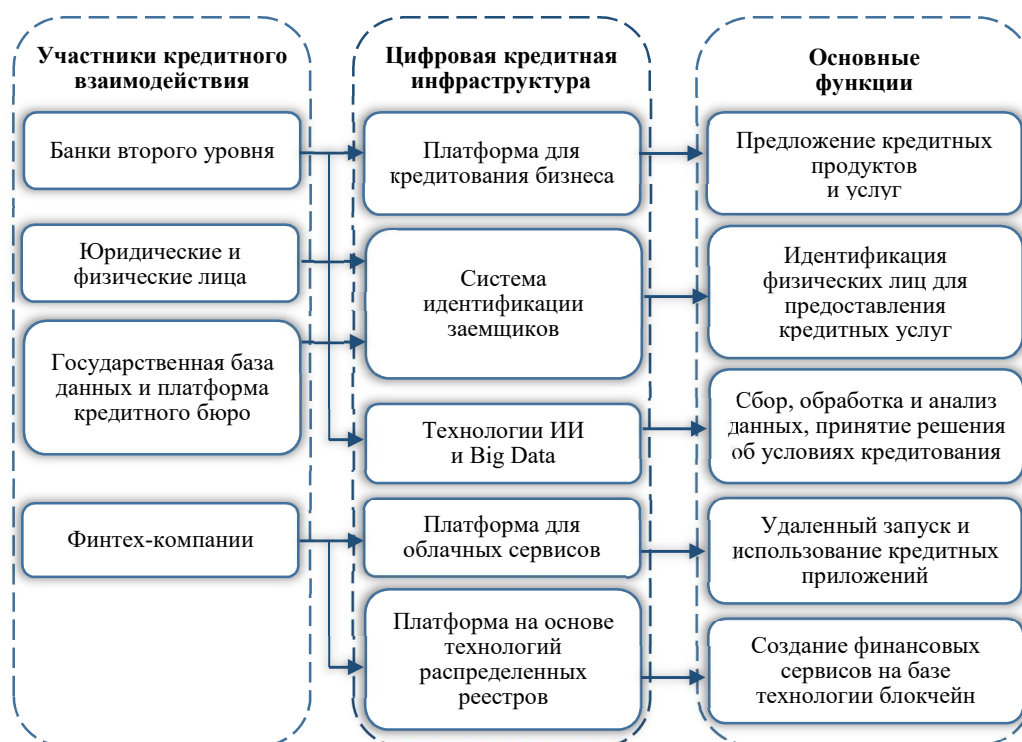 Участники кредитного
взаимодействия
Банки второго уровня
Юридические и
физические лица
Государственная база
данных и платформа
кредитного бюро
Финтех-компании
Цифровая кредитная
инфраструктура
Платформа для
кредитования бизнеса
Система
идентификации
заемщиков
Технологии ИИ
и Big Data
Платформа для
облачных сервисов
Платформа на основе
технологий
распределенных
реестров
Основные
функции
Предложение кредитных
продуктов
и услуг
Идентификация
физических лиц для
предоставления
кредитных услуг
Сбор, обработка и анализ
данных, принятие решения
об условиях кредитования
Удаленный запуск и
использование кредитных
приложений
Создание финансовых
сервисов на базе
технологии блокчейн